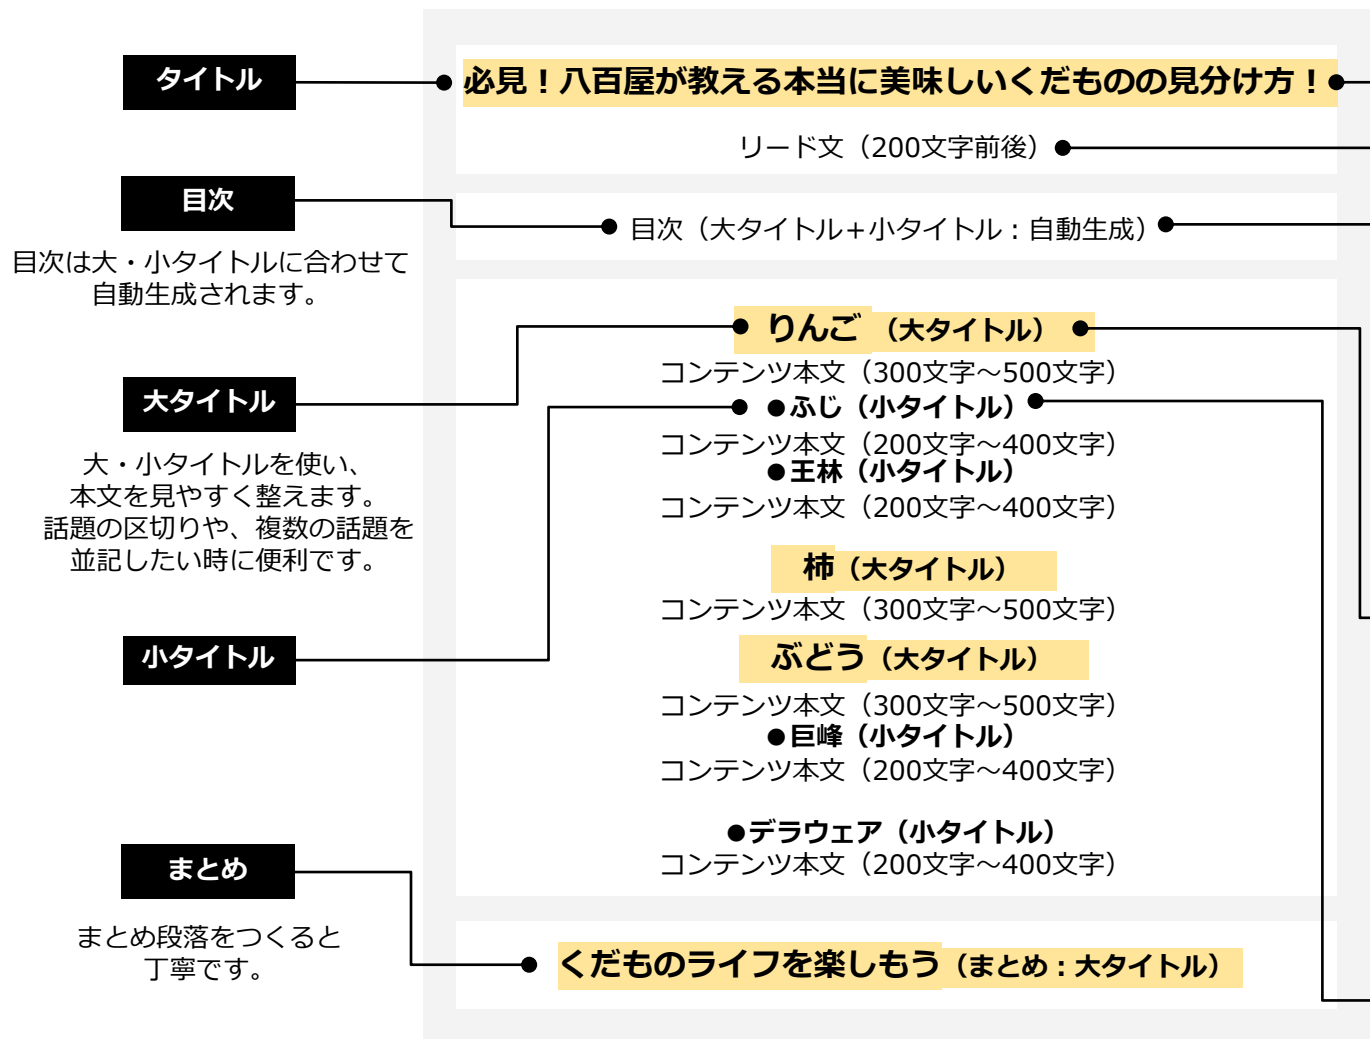 タイトル
必見！八百屋が教える本当に美味しいくだものの見分け方！
リード文（200文字前後）
目次
目次（大タイトル+小タイトル：自動生成）
目次は大・小タイトルに合わせて
自動生成されます。
りんご（大タイトル）
コンテンツ本文（300文字～500文字）
大タイトル
●ふじ（小タイトル）
コンテンツ本文（200文字～400文字）
●王林（小タイトル）
コンテンツ本文（200文字～400文字）
大・小タイトルを使い、
本文を見やすく整えます。
話題の区切りや、複数の話題を
並記したい時に便利です。
柿（大タイトル）
コンテンツ本文（300文字～500文字）
小タイトル
ぶどう（大タイトル）
コンテンツ本文（300文字～500文字）
●巨峰（小タイトル）
コンテンツ本文（200文字～400文字）
●デラウェア（小タイトル）
コンテンツ本文（200文字～400文字）
まとめ
まとめ段落をつくると
丁寧です。
くだものライフを楽しもう（まとめ：大タイトル）